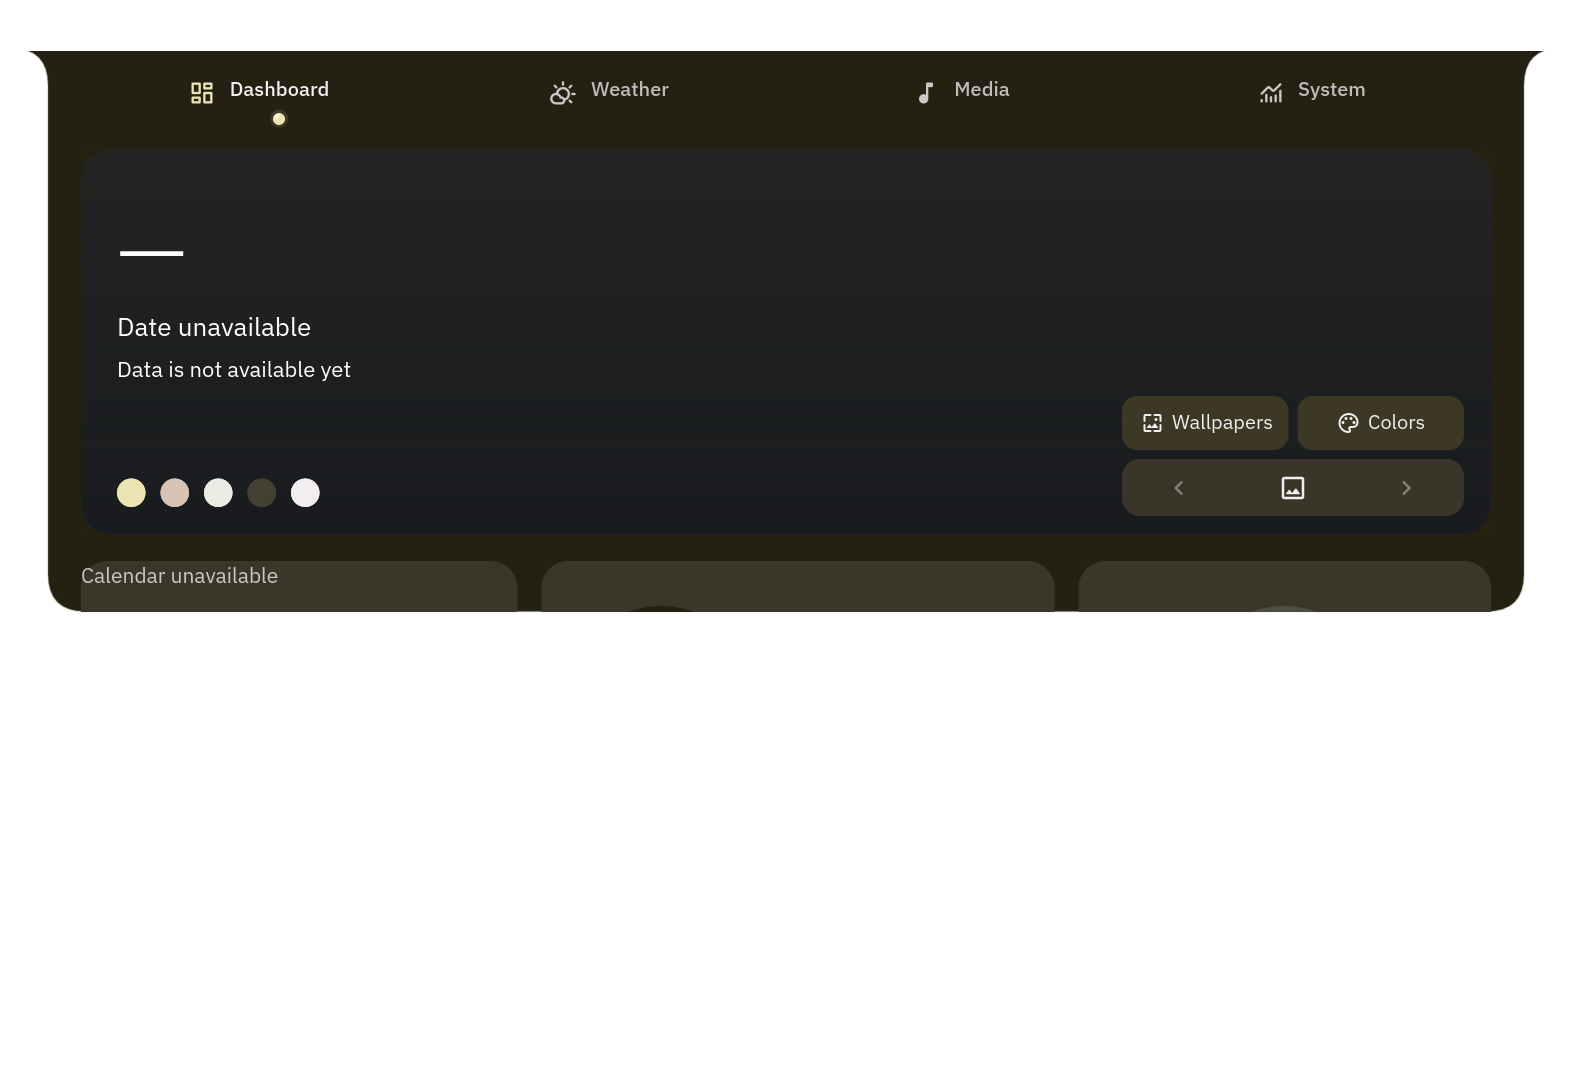 Dashboard
Weather
Media
System
Date unavailable
Data is not available yet
Wallpapers
Colors
Calendar unavailable